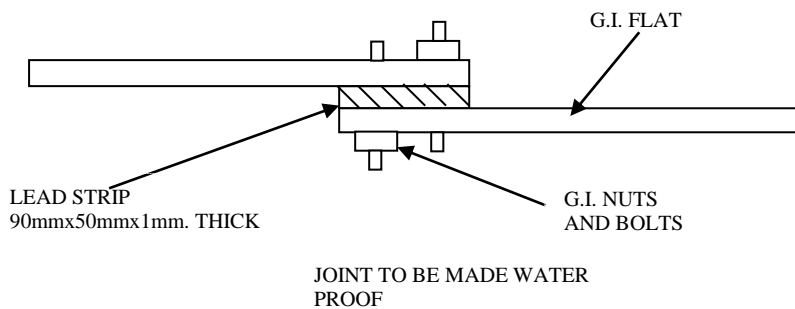 G.I. FLAT
LEAD STRIP
90mmx50mmx1mm. THICK
G.I. NUTS
AND BOLTS
JOINT TO BE MADE WATER
PROOF